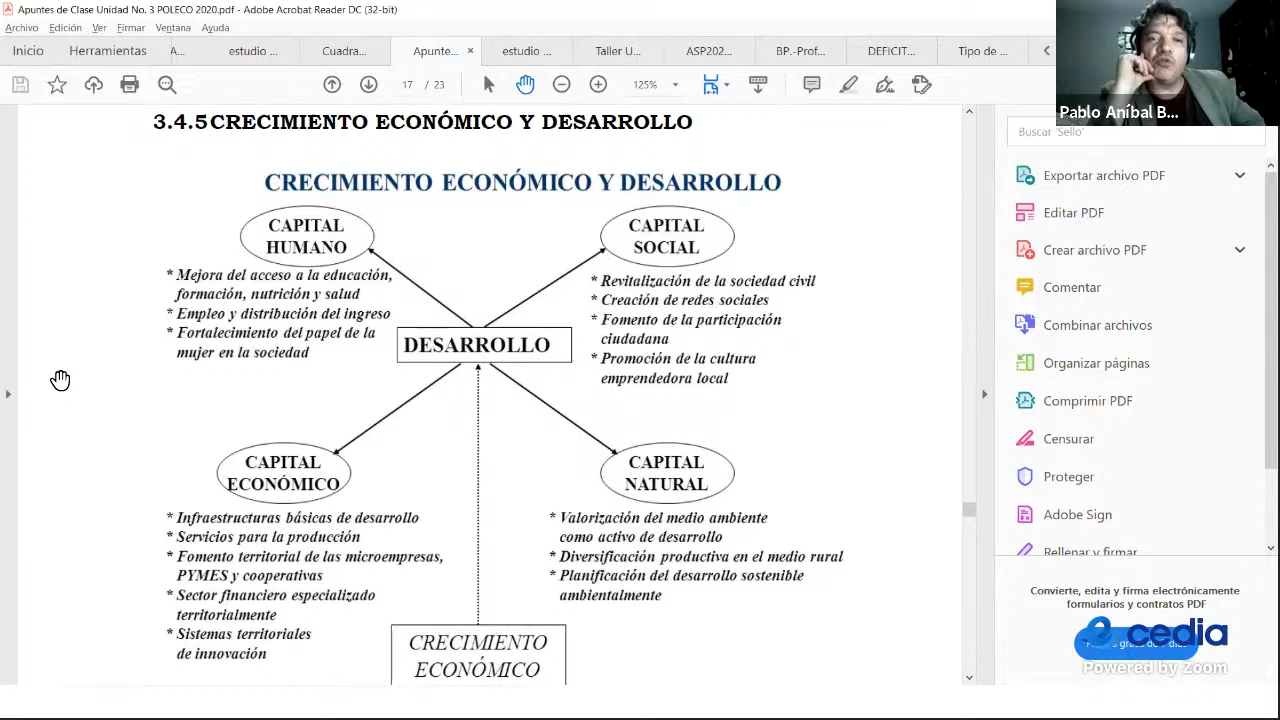 Apuntes de Clase Unidad No. 3 POLECO 2020.pdf - Adobe Acrobat Reader DC (32-bit)
Archivo Edición Ver Firmar Ventana Ayuda
Inicio Herramientas A... estudio ... Cuadra... Apunte... × estudio ... Taller U... ASP202... BP.-Prof... DEFICIT... Tipo de ...
17 / 23 125%
Pablo Aníbal B...
Buscar 'Sello'
3.4.5 CRECIMIENTO ECONÓMICO Y DESARROLLO
CRECIMIENTO ECONÓMICO Y DESARROLLO
CAPITAL
HUMANO
* Mejora del acceso a la educación,
formación, nutrición y salud
* Empleo y distribución del ingreso
* Fortalecimiento del papel de la
mujer en la sociedad
CAPITAL
SOCIAL
* Revitalización de la sociedad civil
* Creación de redes sociales
* Fomento de la participación
ciudadana
* Promoción de la cultura
emprendedora local
DESARROLLO
CAPITAL
ECONÓMICO
* Infraestructuras básicas de desarrollo
* Servicios para la producción
* Fomento territorial de las microempresas,
PYMES y cooperativas
* Sector financiero especializado
territorialmente
* Sistemas territoriales
de innovación
CAPITAL
NATURAL
* Valorización del medio ambiente
como activo de desarrollo
* Diversificación productiva en el medio rural
* Planificación del desarrollo sostenible
ambientalmente
CRECIMIENTO
ECONÓMICO
Exportar archivo PDF
Editar PDF
Crear archivo PDF
Comentar
Combinar archivos
Organizar páginas
Comprimir PDF
Censurar
Proteger
Adobe Sign
Rellenar y firmar
Convierte, edita y firma electrónicamente
formularios y contratos PDF
cedia
Powered by Zoom